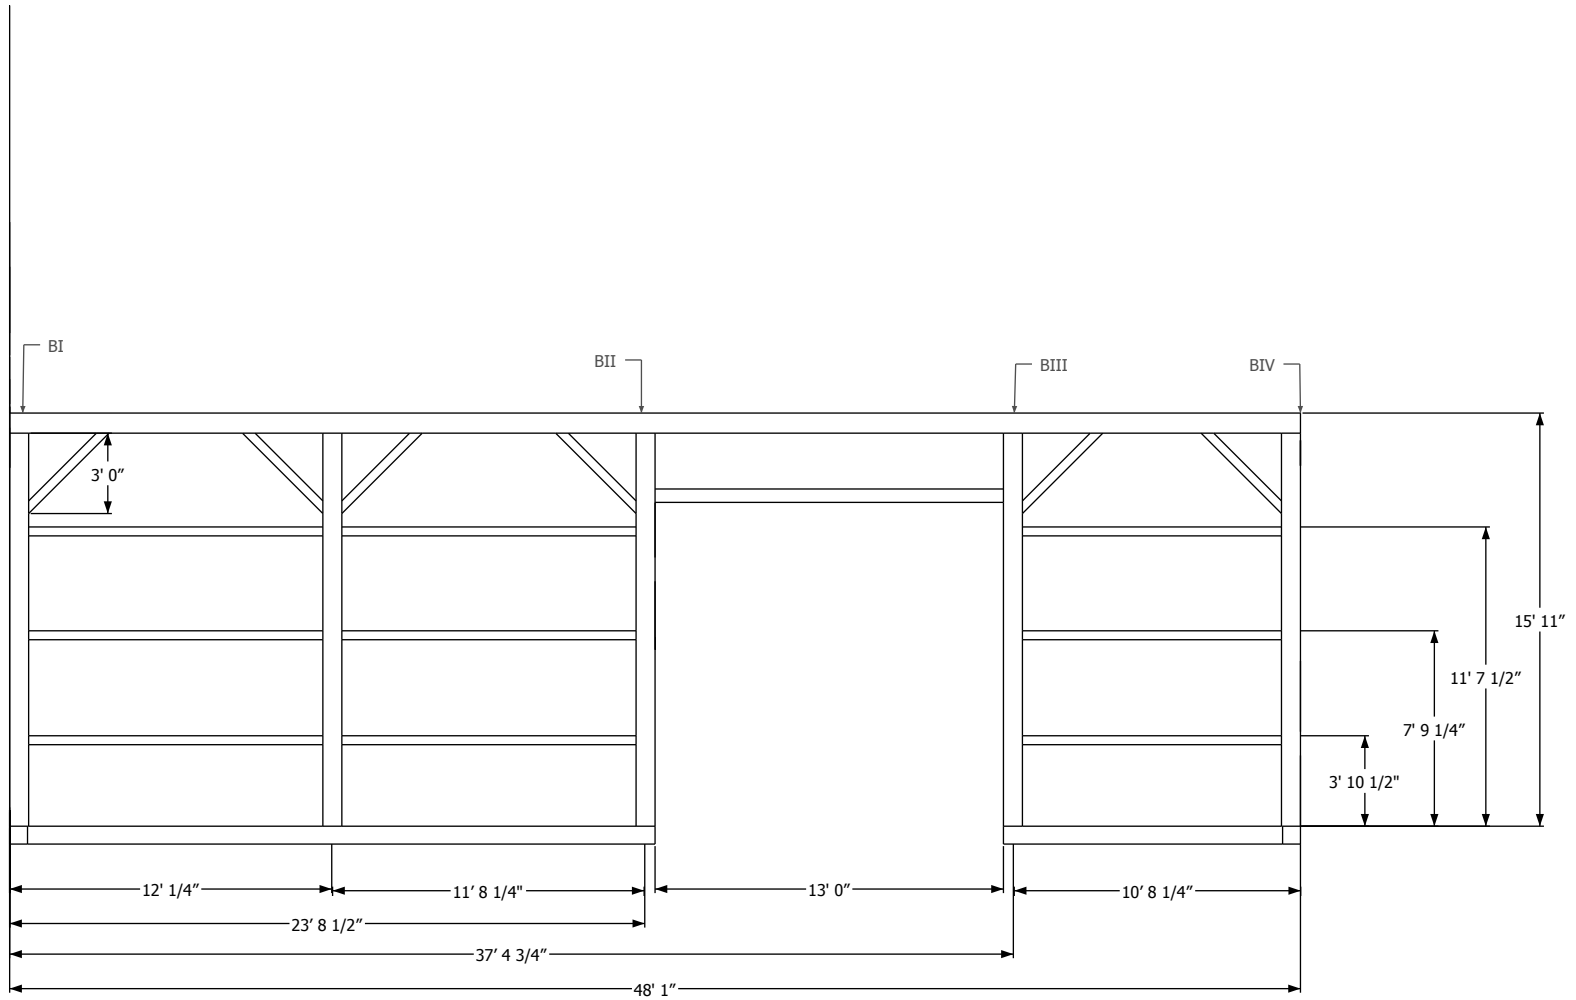 BI
BII
BIII
BIV
3' 0”
15' 11”
11' 7 1/2”
7' 9 1/4”
3' 10 1/2"
12' 1/4”
11’ 8 1/4"
13' 0”
10’ 8 1/4”
23’ 8 1/2”
37’ 4 3/4”
48' 1”